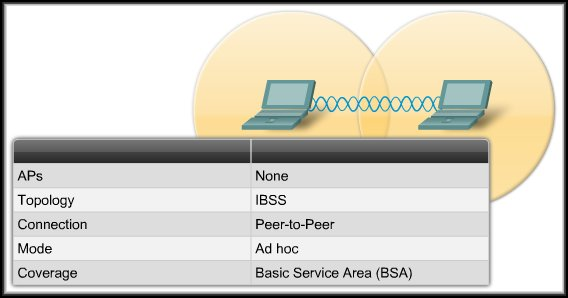 APs None
Topology IBSS
Connection Peer-to-Peer
Mode Ad hoc
Coverage Basic Service Area (BSA)